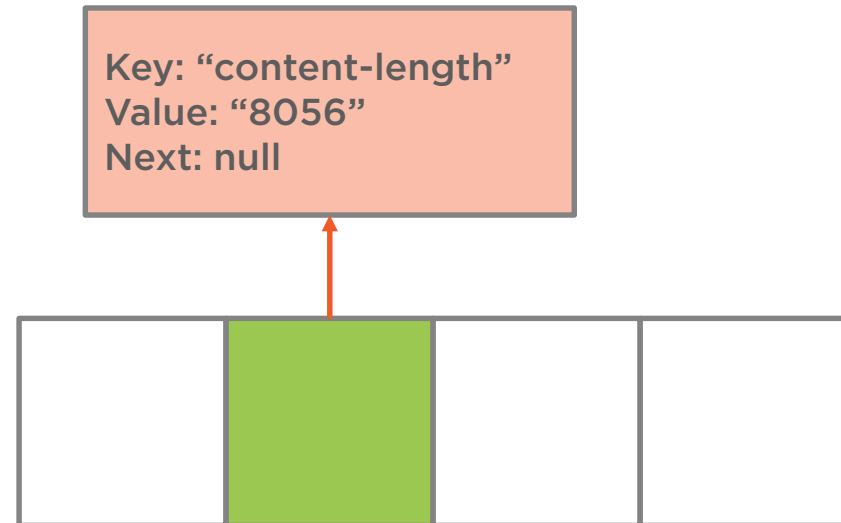 Key: “content-length”
Value: “8056”
Next: null